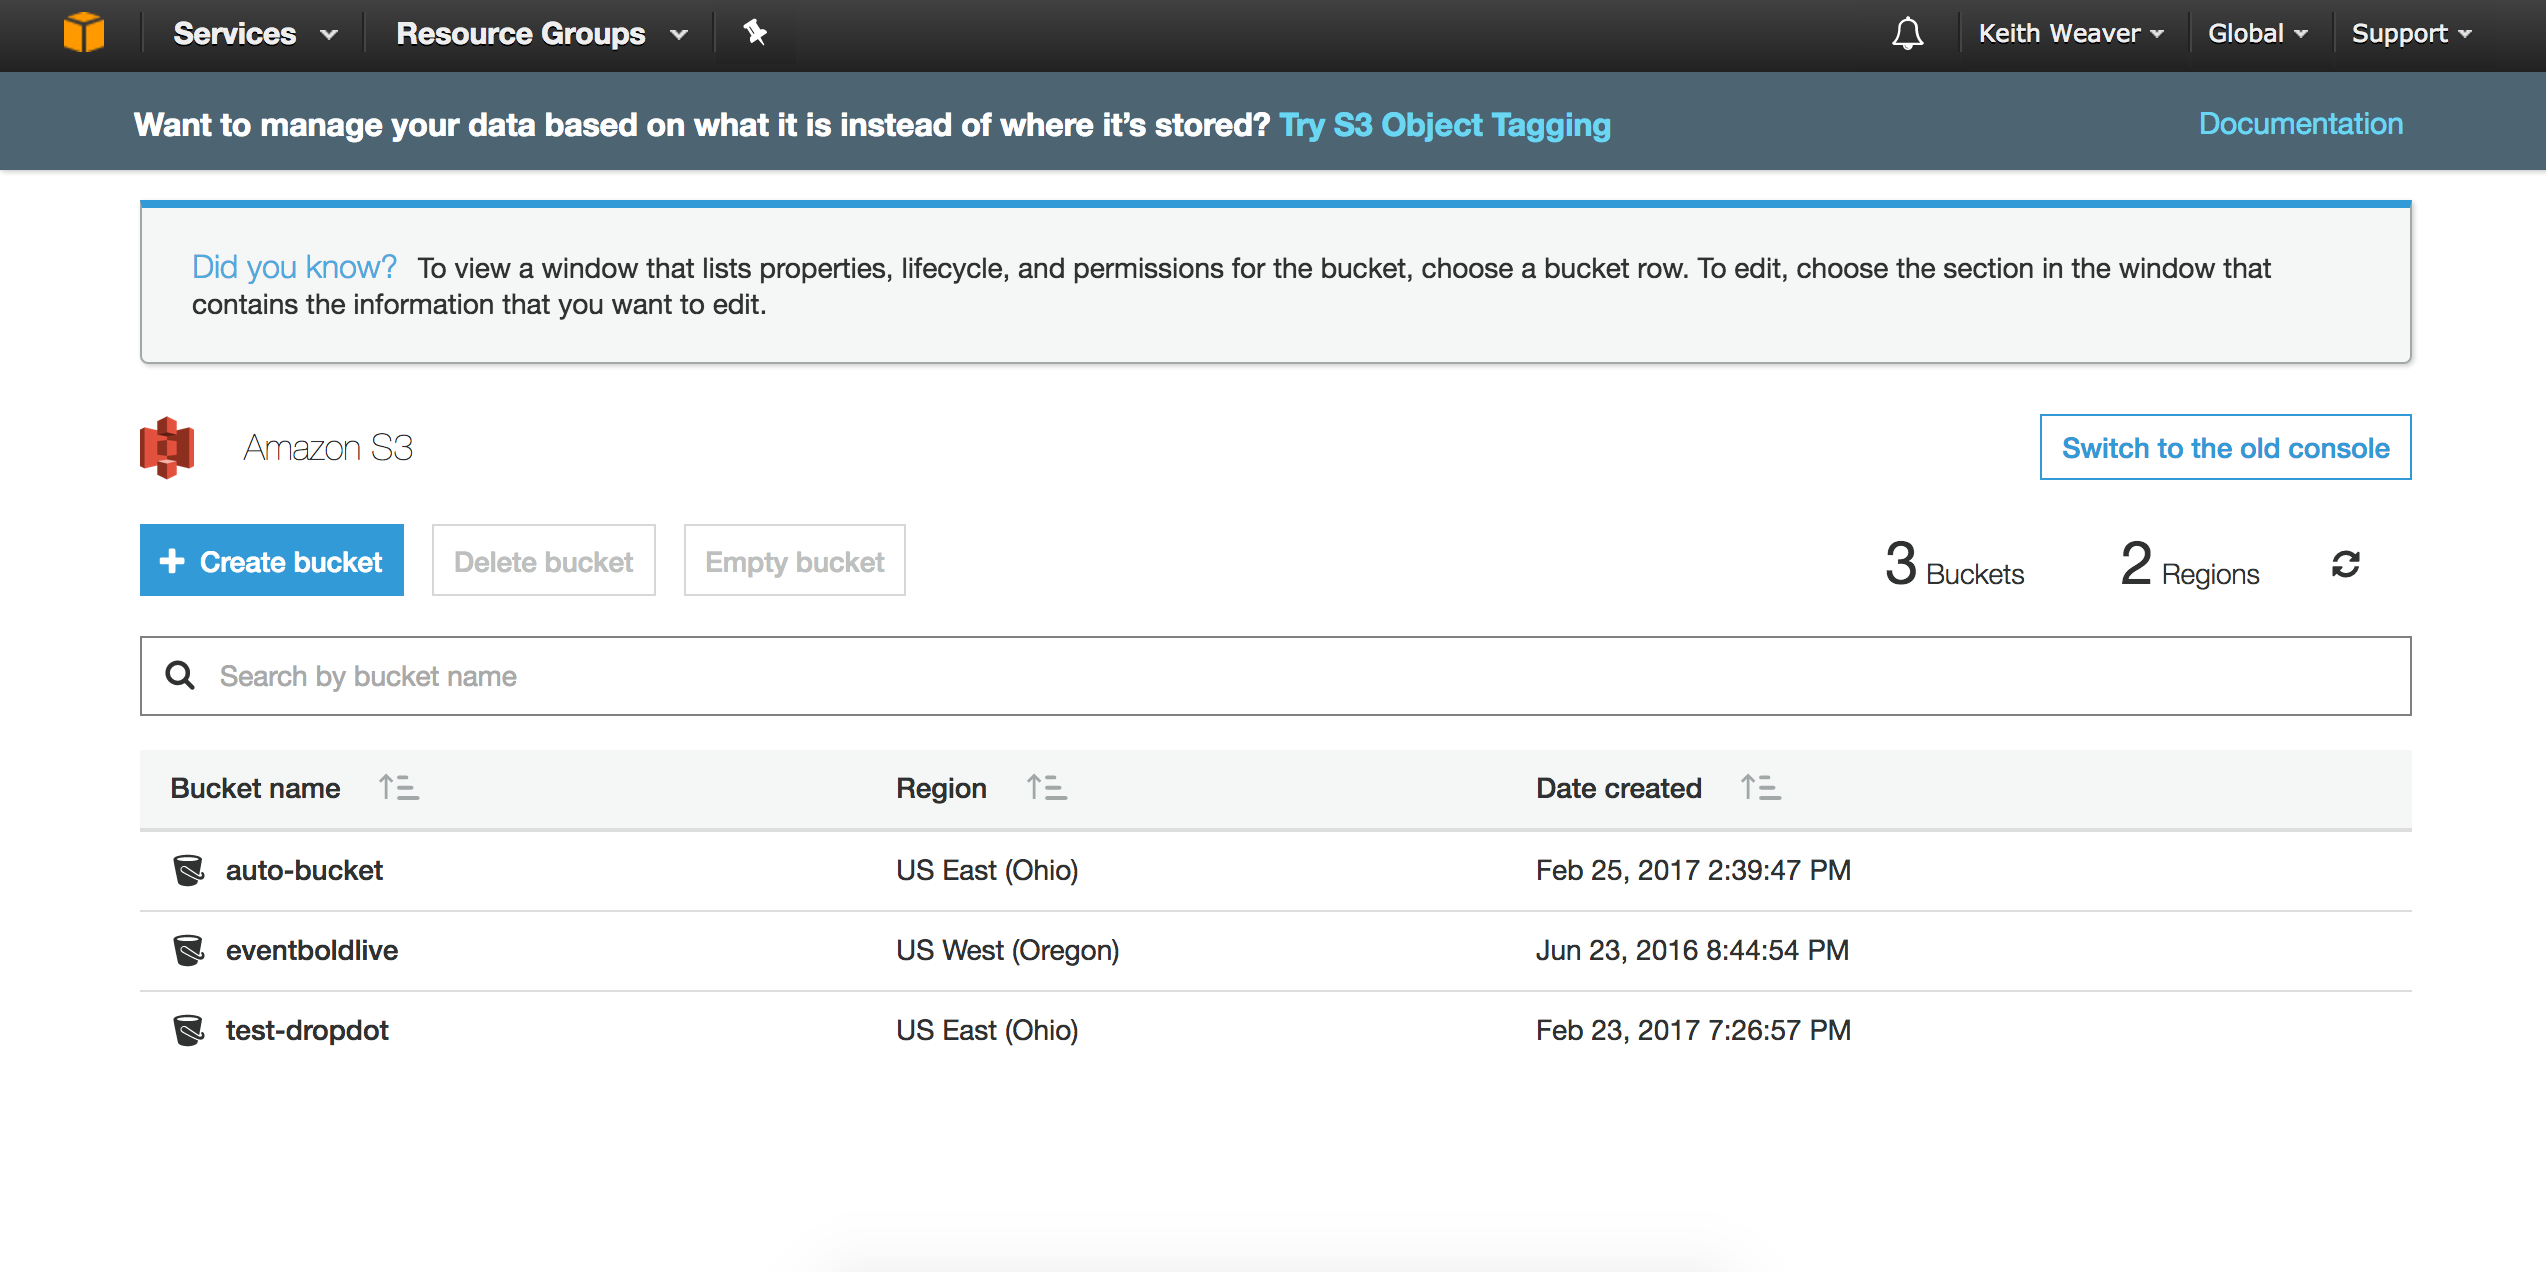 Services Resource Groups Keith Weaver Global Support
Want to manage your data based on what it is instead of where it's stored? Try S3 Object Tagging Documentation
Did you know? To view a window that lists properties, lifecycle, and permissions for the bucket, choose a bucket row. To edit, choose the section in the window that
contains the information that you want to edit.
Amazon S3 Switch to the old console
Create bucket Delete bucket Empty bucket 3 Buckets 2 Regions
Search by bucket name
Bucket name Region Date created
auto-bucket US East (Ohio) Feb 25, 2017 2:39:47 PM
eventboldlive US West (Oregon) Jun 23, 2016 8:44:54 PM
test-dropdot US East (Ohio) Feb 23, 2017 7:26:57 PM